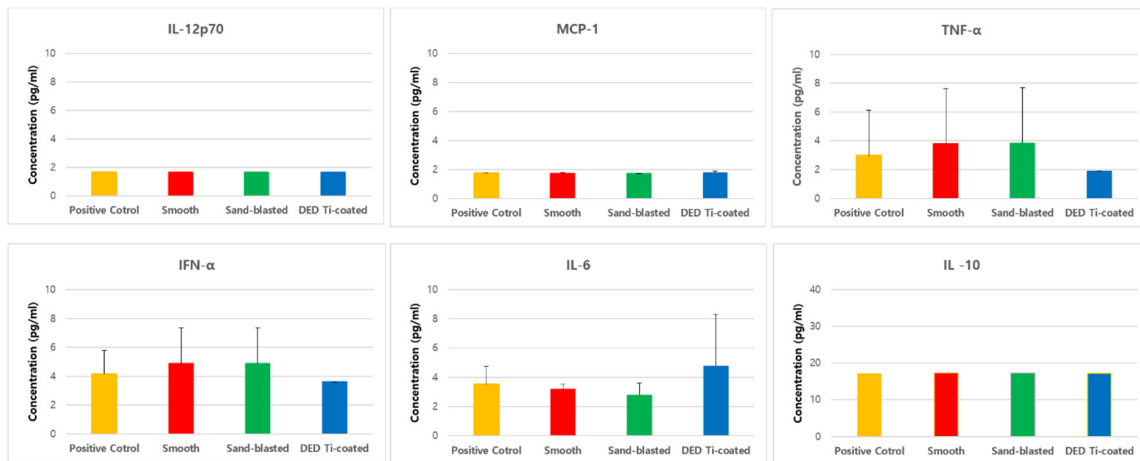 IL-12p70
Concentration (pg/ml)
10
8
6
4
2
0
Positive Cotrol Smooth Sand-blasted DED Ti-coated
MCP-1
Concentration (pg/ml)
10
8
6
4
2
0
Positive Cotrol Smooth Sand-blasted DED Ti-coated
TNF-α
Concentration (pg/ml)
10
8
6
4
2
0
Positive Cotrol Smooth Sand-blasted DED Ti-coated
IFN-α
Concentration (pg/ml)
10
8
6
4
2
0
Positive Cotrol Smooth Sand-blasted DED Ti-coated
IL-6
Concentration (pg/ml)
10
8
6
4
2
0
Positive Cotrol Smooth Sand-blasted DED Ti-coated
IL -10
Concentration (pg/ml)
40
30
20
10
0
Positive Cotrol Smooth Sand-blasted DED Ti-coated